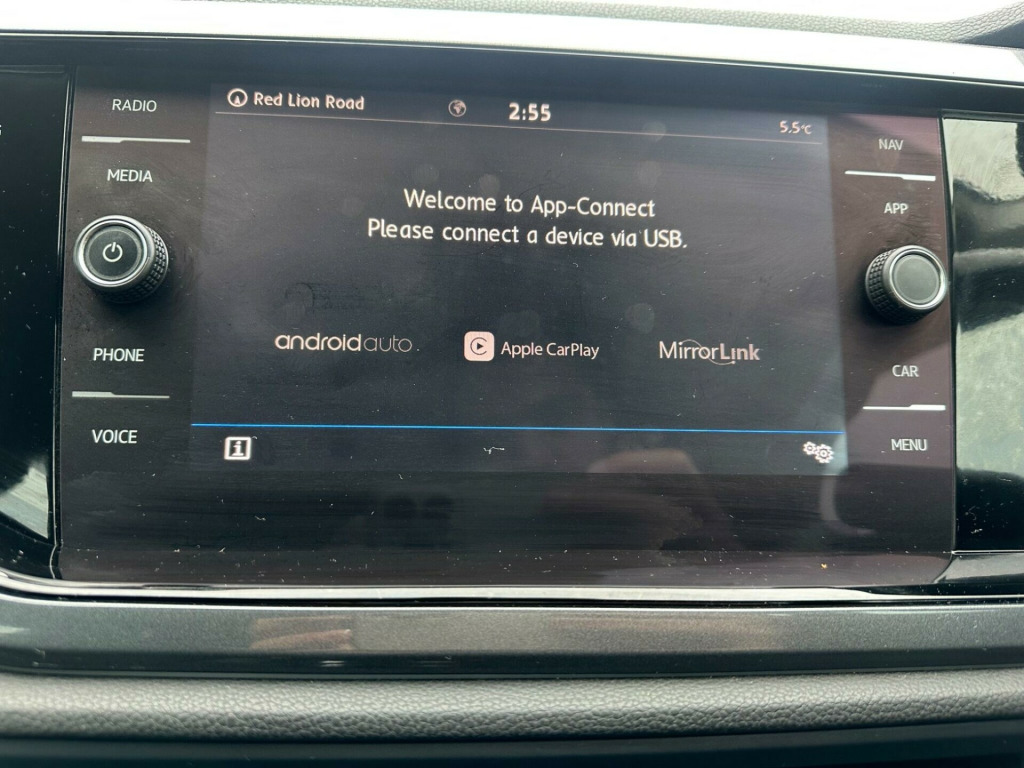 RADIO
MEDIA
PHONE
VOICE
Red Lion Road
2:55
5.5°C
Welcome to App-Connect
Please connect a device via USB.
androidauto
Apple CarPlay
MirrorLink
i
NAV
APP
CAR
MENU